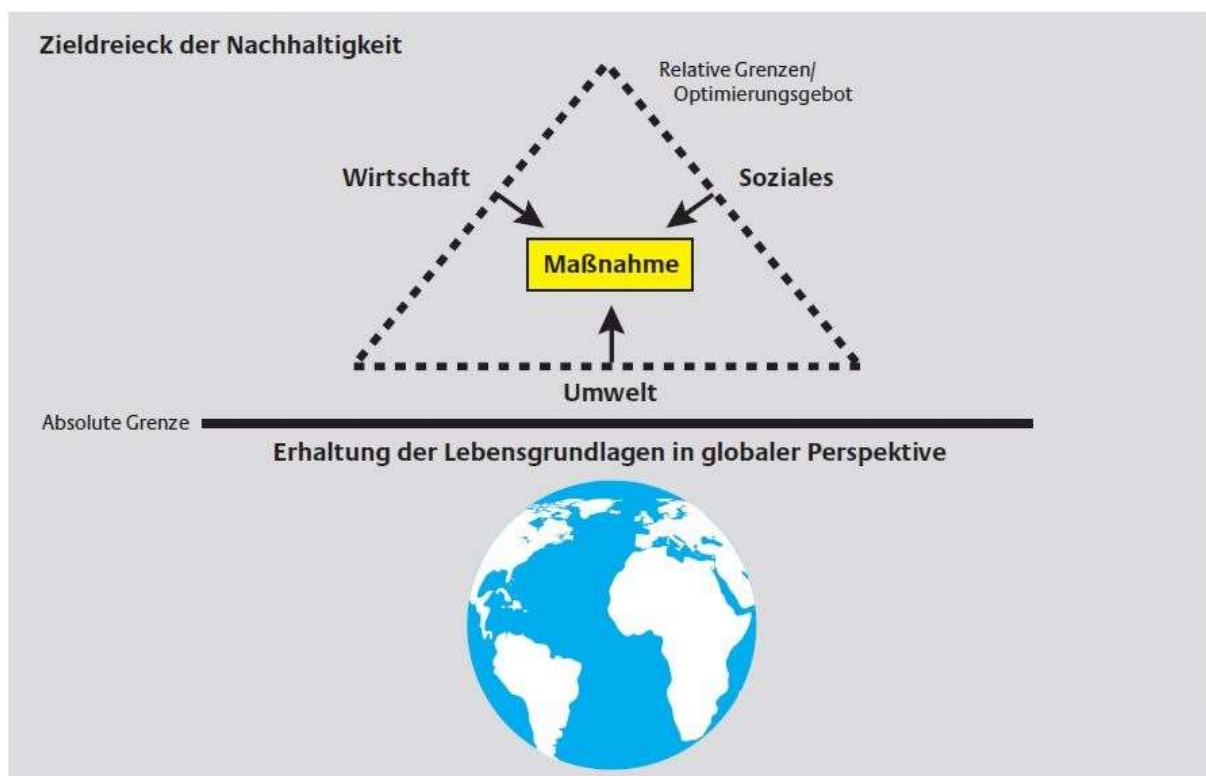 Zieldreieck der Nachhaltigkeit
Relative Grenzen/
Optimierungsgebot
Wirtschaft
Soziales
Maßnahme
Umwelt
Absolute Grenze
Erhaltung der Lebensgrundlagen in globaler Perspektive